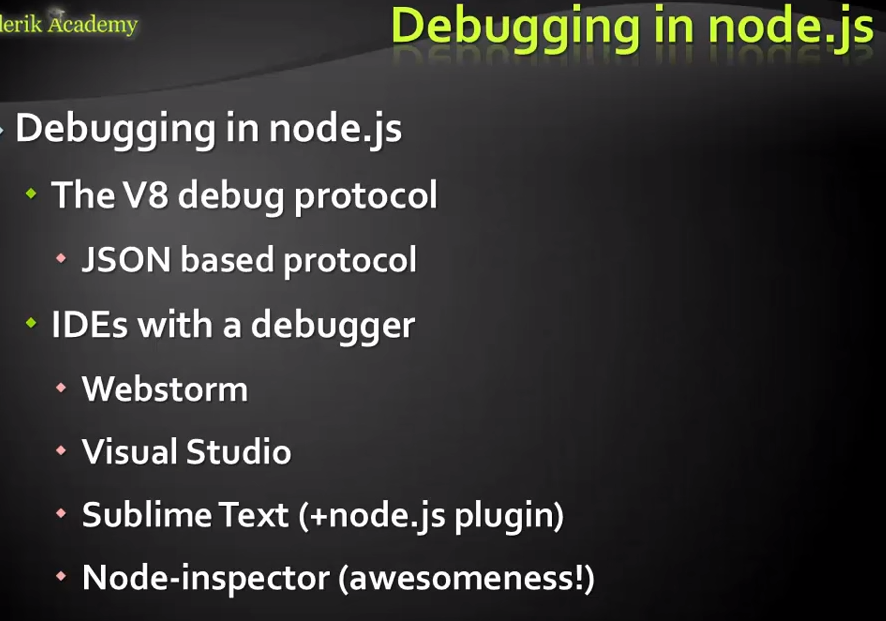 lerik Academy
Debugging in node.js
Debugging in node.js
The V8 debug protocol
JSON based protocol
IDEs with a debugger
Webstorm
Visual Studio
Sublime Text (+node.js plugin)
Node-inspector (awesomeness!)